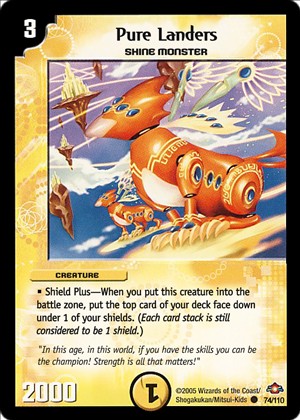 3
Pure Landers
SHINE MONSTER
CREATURE
▪ Shield Plus—When you put this creature into the
battle zone, put the top card of your deck face down
under 1 of your shields. (Each card stack is still
considered to be 1 shield.)
"In this age, in this world, if you have the skills you can be
the champion! Strength is all that matters!"
2000
1
©2005 Wizards of the Coast/
Shogakukan/Mitsui-Kids ● 74/110